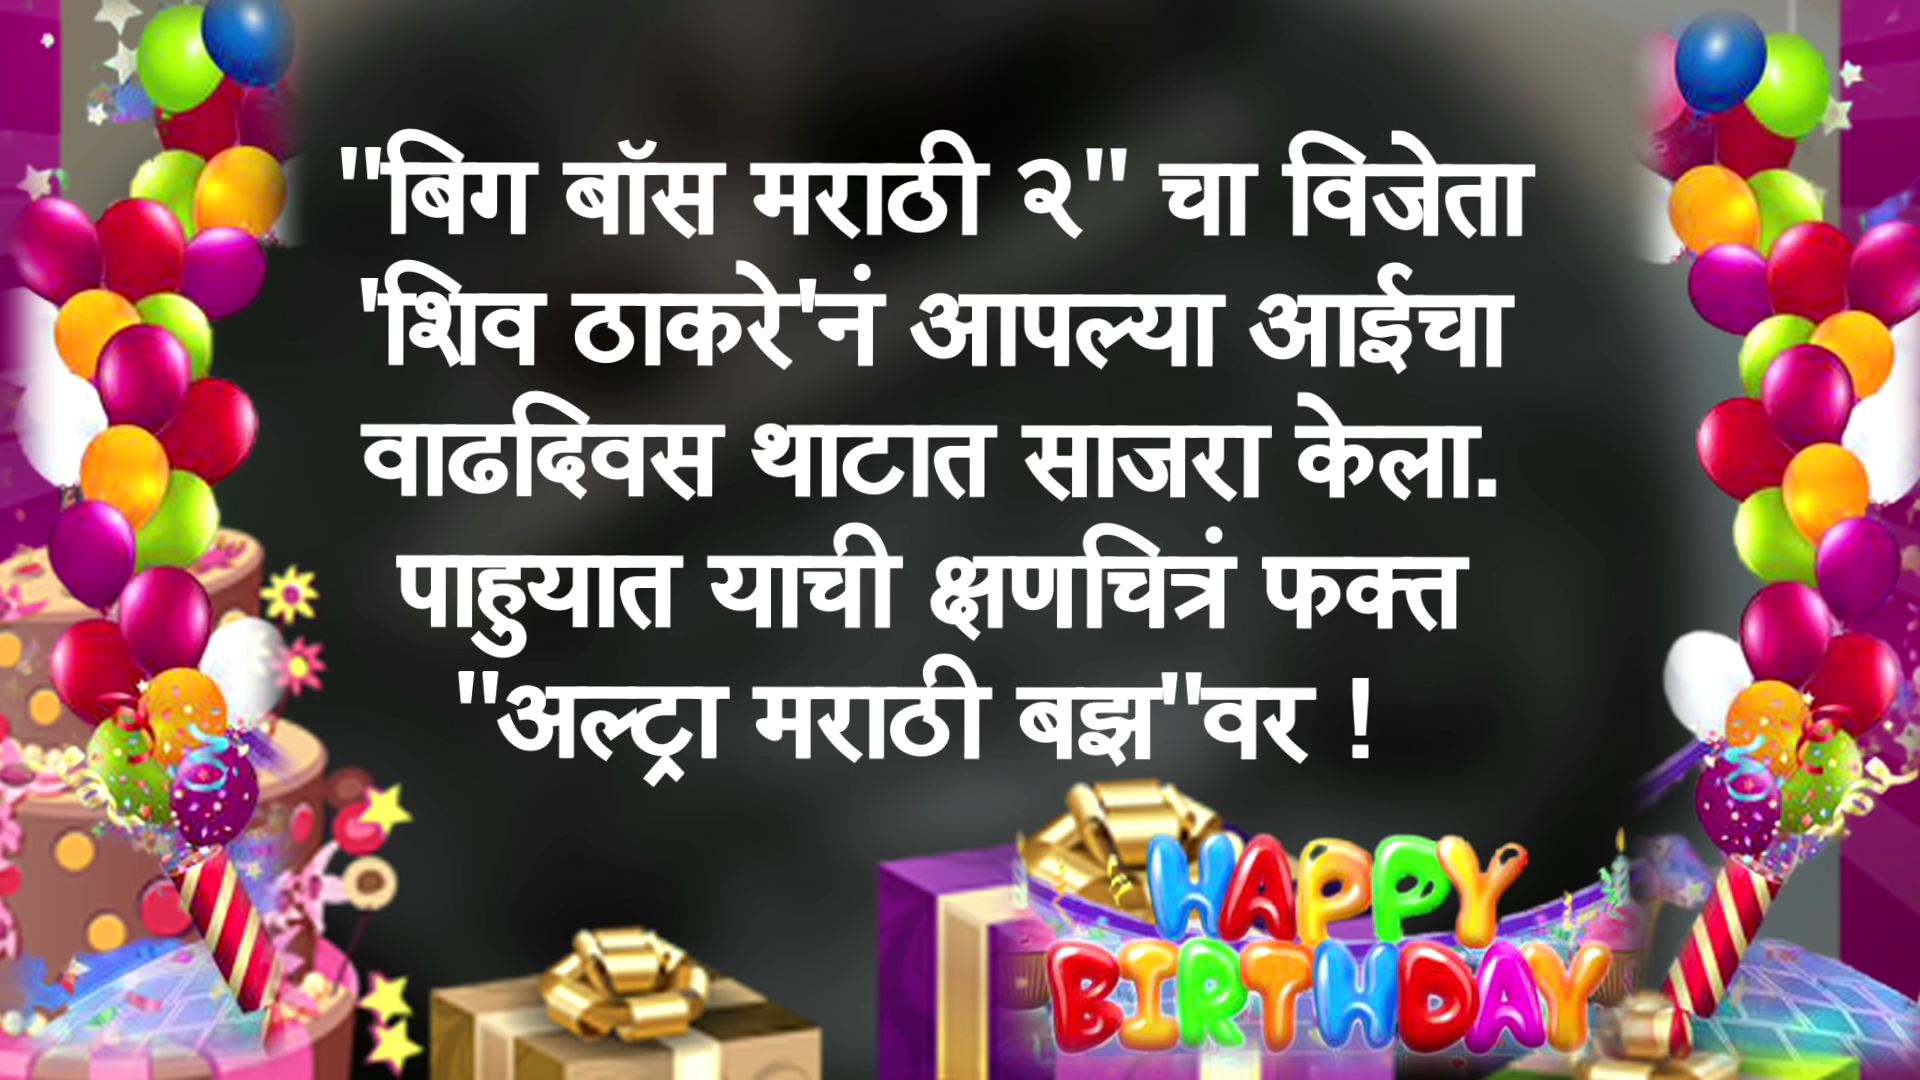 "बिग बॉस मराठी २" चा विजेता
'शिव ठाकरे'नं आपल्या आईचा
वाढदिवस थाटात साजरा केला.
पाहुयात याची क्षणचित्रं फक्त
"अल्ट्रा मराठी बझ"वर !
HAPPY
BIRTHDAY